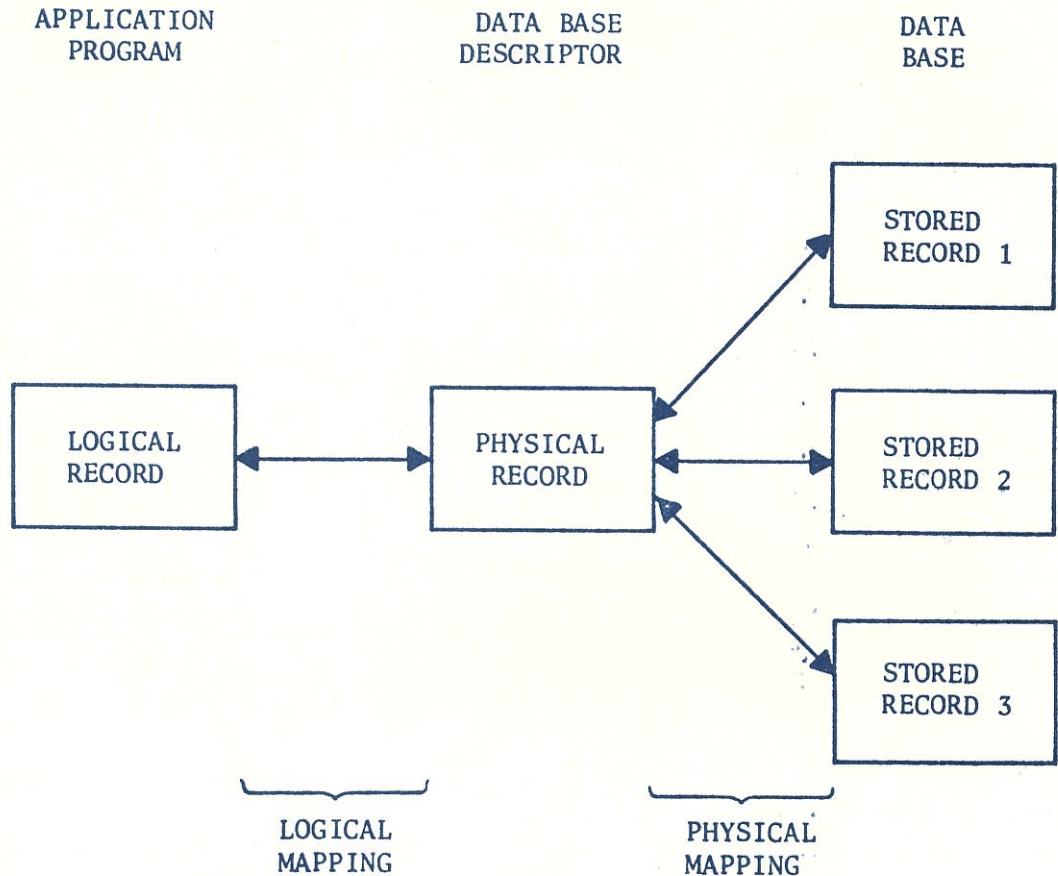 APPLICATION
PROGRAM
DATA BASE
DESCRIPTOR
DATA
BASE
STORED
RECORD 1
LOGICAL
RECORD
PHYSICAL
RECORD
STORED
RECORD 2
STORED
RECORD 3
LOGICAL
MAPPING
PHYSICAL
MAPPING